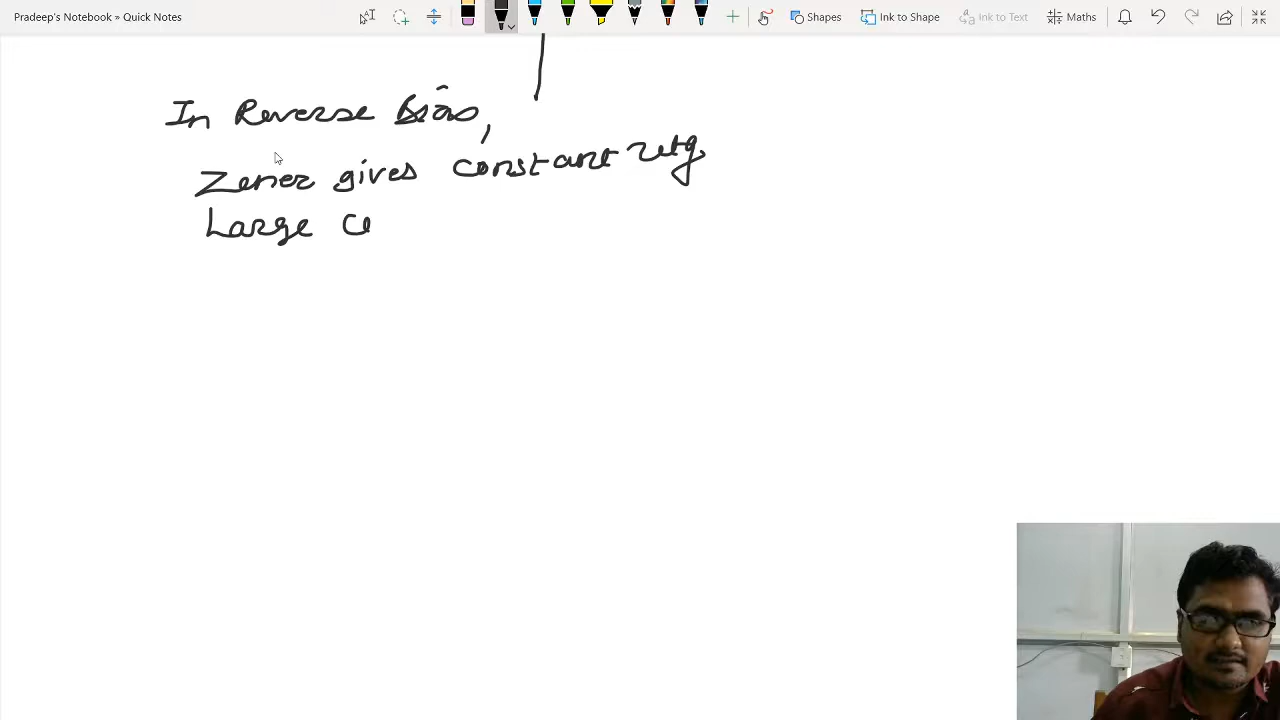 Pradeep's Notebook » Quick Notes
Shapes Ink to Shape Ink to Text Maths
In Reverse Bias,
Zener gives constant vtg.
Large cu